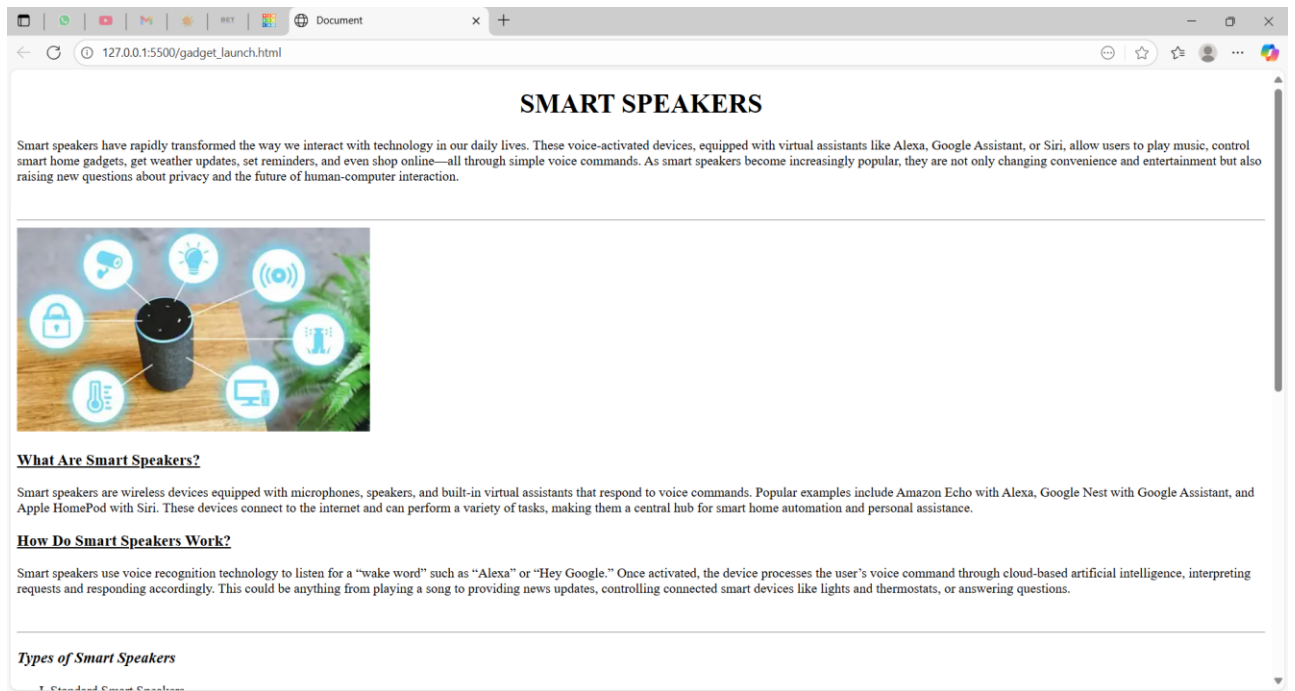 BET
Document
127.0.0.1:5500/gadget_launch.html
SMART SPEAKERS
Smart speakers have rapidly transformed the way we interact with technology in our daily lives. These voice-activated devices, equipped with virtual assistants like Alexa, Google Assistant, or Siri, allow users to play music, control
smart home gadgets, get weather updates, set reminders, and even shop online—all through simple voice commands. As smart speakers become increasingly popular, they are not only changing convenience and entertainment but also
raising new questions about privacy and the future of human-computer interaction.
What Are Smart Speakers?
Smart speakers are wireless devices equipped with microphones, speakers, and built-in virtual assistants that respond to voice commands. Popular examples include Amazon Echo with Alexa, Google Nest with Google Assistant, and
Apple HomePod with Siri. These devices connect to the internet and can perform a variety of tasks, making them a central hub for smart home automation and personal assistance.
How Do Smart Speakers Work?
Smart speakers use voice recognition technology to listen for a “wake word” such as “Alexa” or “Hey Google.” Once activated, the device processes the user’s voice command through cloud-based artificial intelligence, interpreting
requests and responding accordingly. This could be anything from playing a song to providing news updates, controlling connected smart devices like lights and thermostats, or answering questions.
Types of Smart Speakers
I. Standard Smart Speakers